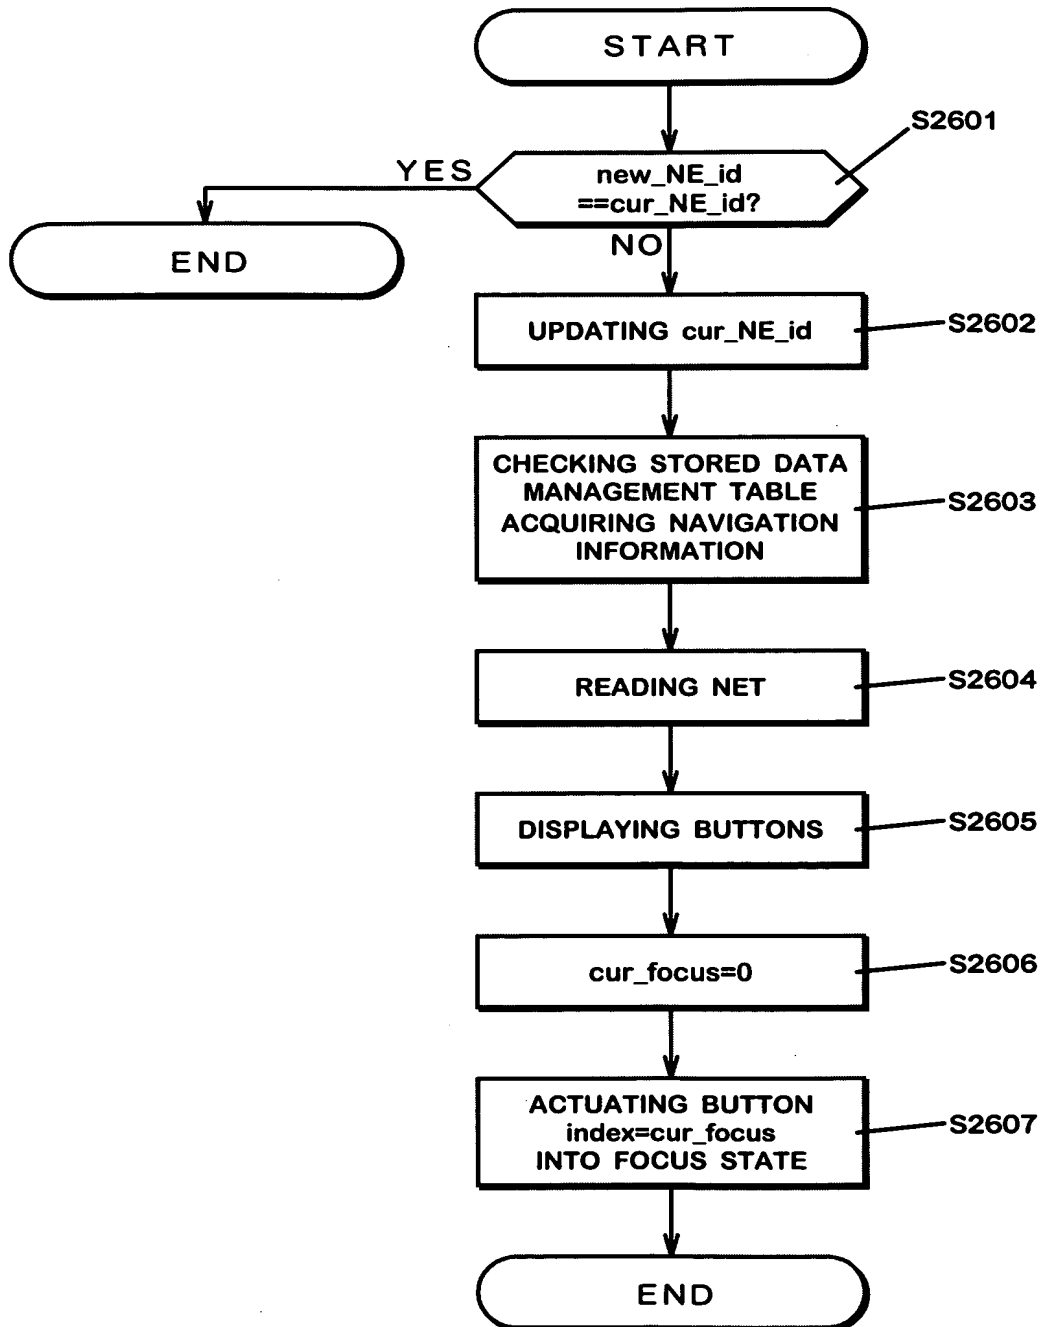 START
S2601
YES
new_NE_id
==cur_NE_id?
NO
END
UPDATING cur_NE_id
S2602
CHECKING STORED DATA
MANAGEMENT TABLE
ACQUIRING NAVIGATION
INFORMATION
S2603
READING NET
S2604
DISPLAYING BUTTONS
S2605
cur_focus=0
S2606
ACTUATING BUTTON
index=cur_focus
INTO FOCUS STATE
S2607
END